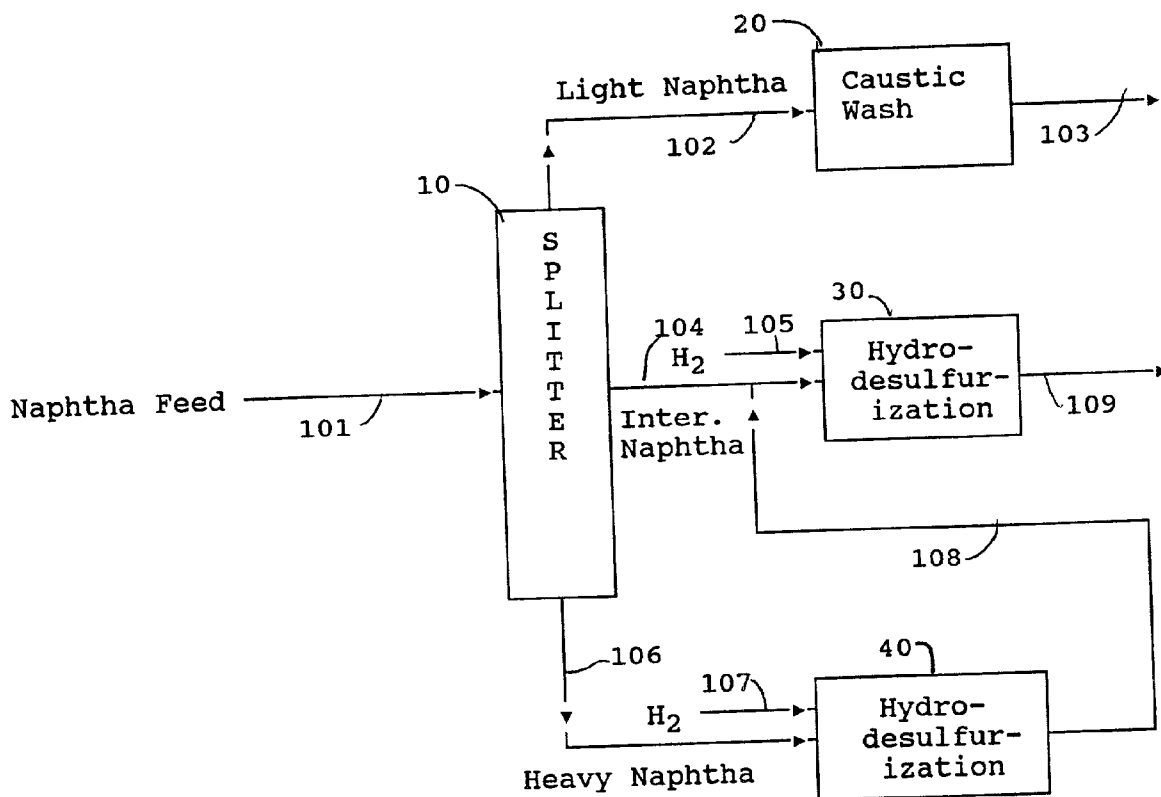 20
Caustic
Wash
Light Naphtha
102
103
10
SPLITTER
30
104
105
H2
Hydro-
desulfur-
ization
109
Naphtha Feed
101
Inter.
Naphtha
108
106
40
107
H2
Hydro-
desulfur-
ization
Heavy Naphtha